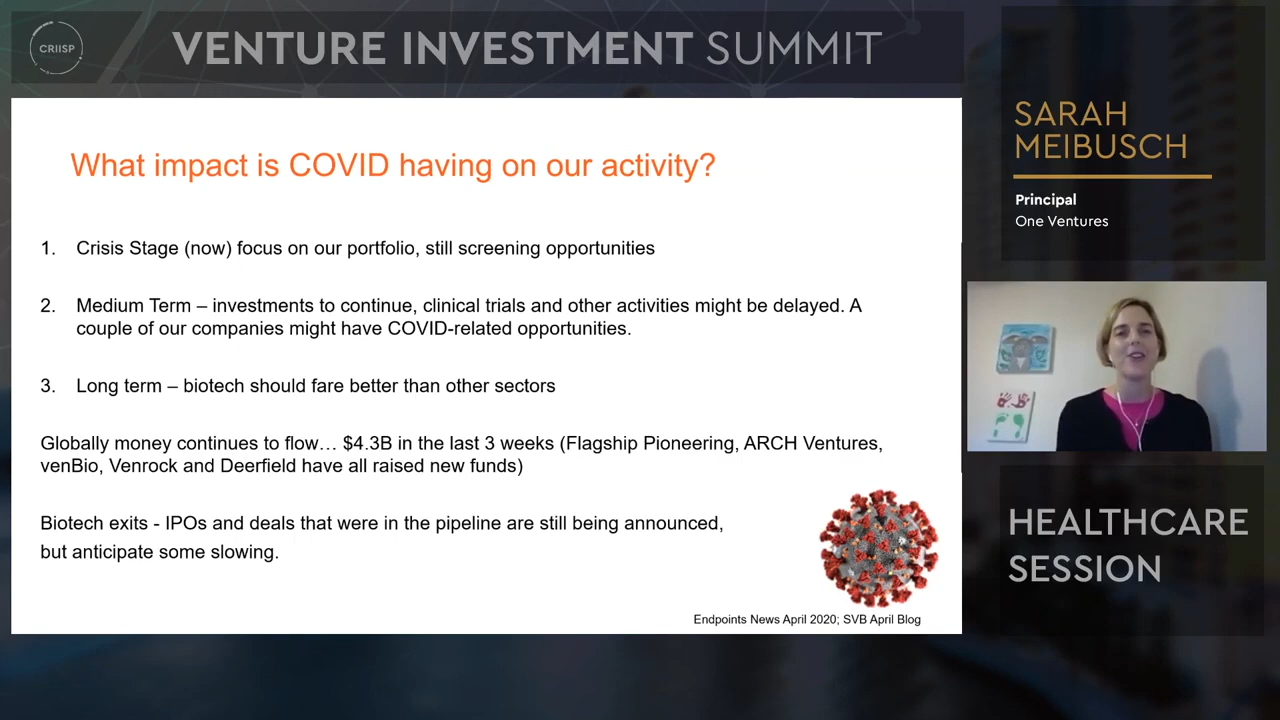 CRIISP
VENTURE INVESTMENT SUMMIT
What impact is COVID having on our activity?
1. Crisis Stage (now) focus on our portfolio, still screening opportunities
2. Medium Term – investments to continue, clinical trials and other activities might be delayed. A
couple of our companies might have COVID-related opportunities.
3. Long term – biotech should fare better than other sectors
Globally money continues to flow… $4.3B in the last 3 weeks (Flagship Pioneering, ARCH Ventures,
venBio, Venrock and Deerfield have all raised new funds)
Biotech exits - IPOs and deals that were in the pipeline are still being announced,
but anticipate some slowing.
Endpoints News April 2020; SVB April Blog
SARAH
MEIBUSCH
Principal
One Ventures
HEALTHCARE
SESSION